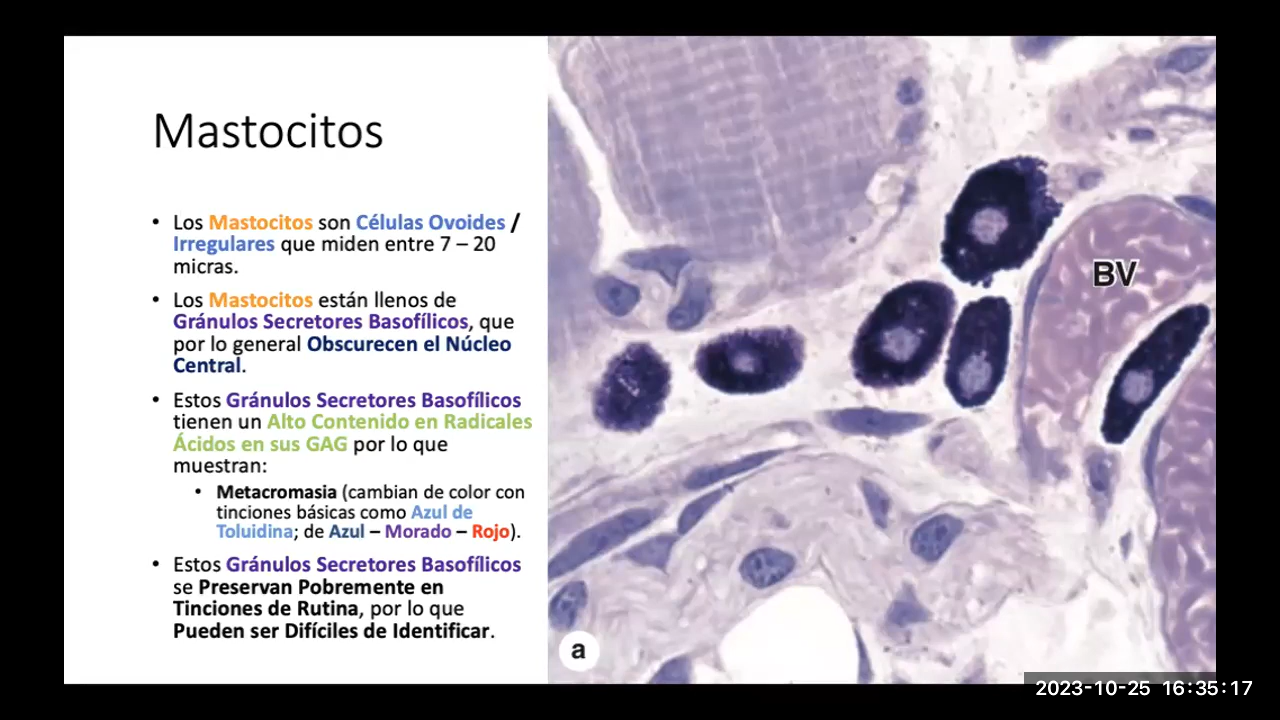 Mastocitos
• Los Mastocitos son Células Ovoides /
Irregulares que miden entre 7 – 20
micras.
• Los Mastocitos están llenos de
Gránulos Secretores Basofílicos, que
por lo general Obscurecen el Núcleo
Central.
• Estos Gránulos Secretores Basofílicos
tienen un Alto Contenido en Radicales
Ácidos en sus GAG por lo que
muestran:
• Metacromasia (cambian de color con
tinciones básicas como Azul de
Toluidina; de Azul – Morado – Rojo).
• Estos Gránulos Secretores Basofílicos
se Preservan Pobremente en
Tinciones de Rutina, por lo que
Pueden ser Difíciles de Identificar.
BV
a
2023-10-25 16:35:17